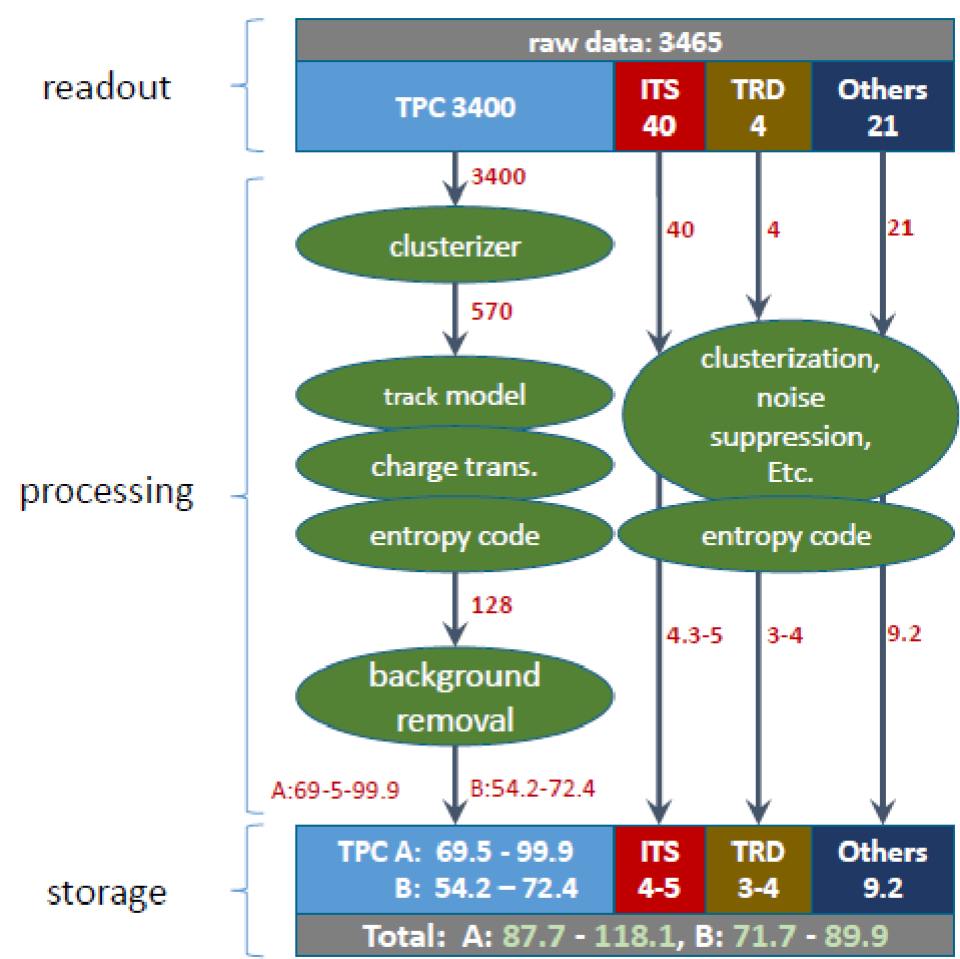 raw data: 3465
readout
TPC 3400
ITS
40
TRD
4
Others
21
3400
40
4
21
clusterizer
570
track model
charge trans.
entropy code
clusterization,
noise
suppression,
Etc.
entropy code
processing
128
4.3-5
3-4
9.2
background
removal
A:69-5-99.9
B:54.2-72.4
storage
TPC A: 69.5 - 99.9
B: 54.2 – 72.4
ITS
4-5
TRD
3-4
Others
9.2
Total: A: 87.7 - 118.1, B: 71.7 - 89.9